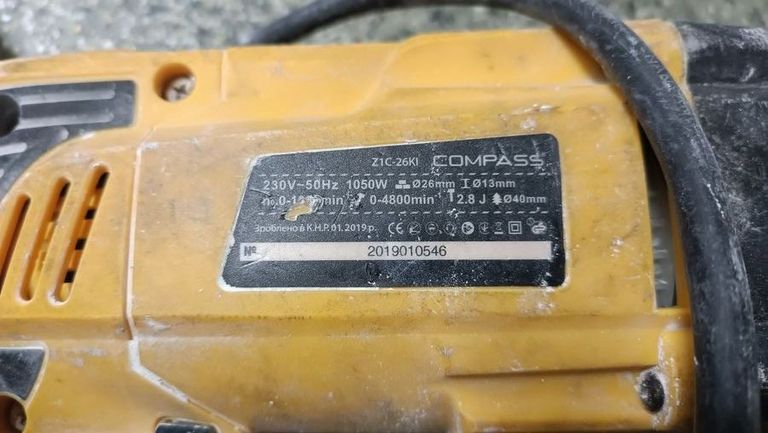 Z1C-26KI COMPASS
230V~50Hz 1050W Ø26mm Ø13mm
0-4800min⁻¹ 2.8 J Ø40mm
Зроблено в К.Н.Р. 01.2019 р. CE
№ 2019010546